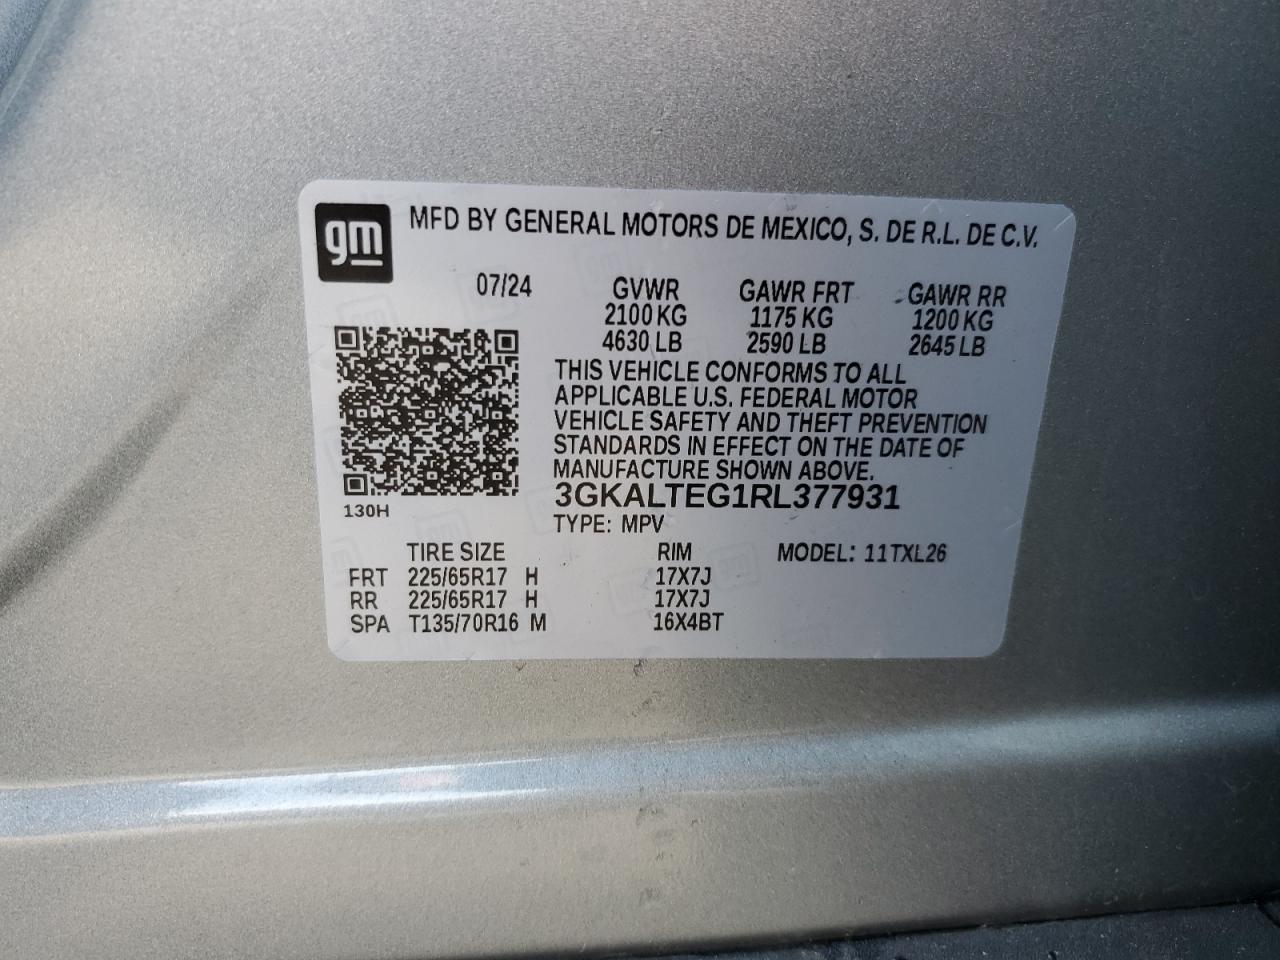 gm
MFD BY GENERAL MOTORS DE MEXICO, S. DE R.L. DE C.V.
07/24 GVWR GAWR FRT GAWR RR
2100 KG 1175 KG 1200 KG
4630 LB 2590 LB 2645 LB
THIS VEHICLE CONFORMS TO ALL
APPLICABLE U.S. FEDERAL MOTOR
VEHICLE SAFETY AND THEFT PREVENTION
STANDARDS IN EFFECT ON THE DATE OF
MANUFACTURE SHOWN ABOVE.
3GKALTEG1RL377931
130H
TYPE: MPV
TIRE SIZE RIM MODEL: 11TXL26
FRT 225/65R17 H 17X7J
RR 225/65R17 H 17X7J
SPA T135/70R16 M 16X4BT